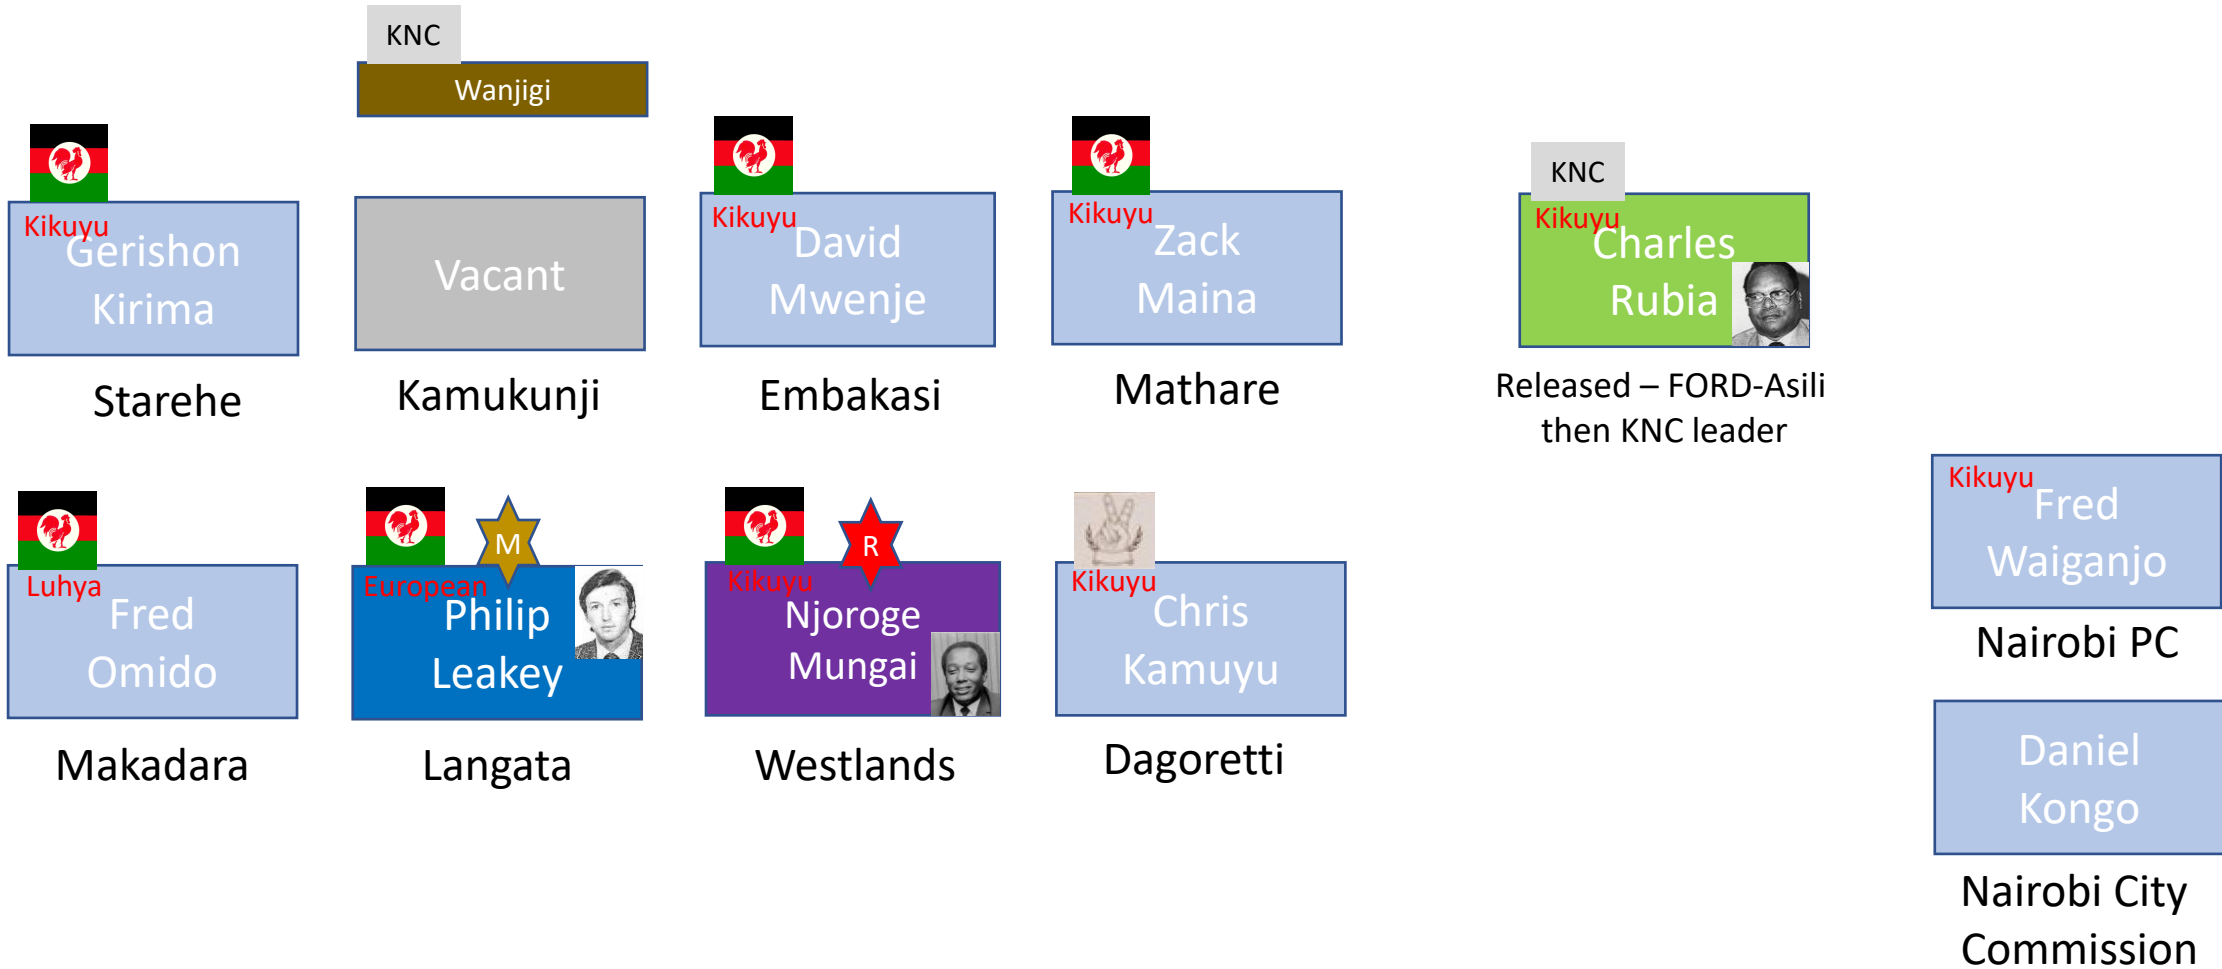 KNC
Wanjigi
Kikuyu
Gerishon
Kirima
Starehe
Vacant
Kamukunji
Kikuyu
David
Mwenje
Embakasi
Kikuyu
Zack
Maina
Mathare
KNC
Kikuyu
Charles
Rubia
Released – FORD-Asili
then KNC leader
Luhya
Fred
Omido
Makadara
M
European
Philip
Leakey
Langata
R
Kikuyu
Njoroge
Mungai
Westlands
Kikuyu
Chris
Kamuyu
Dagoretti
Kikuyu
Fred
Waiganjo
Nairobi PC
Daniel
Kongo
Nairobi City
Commission